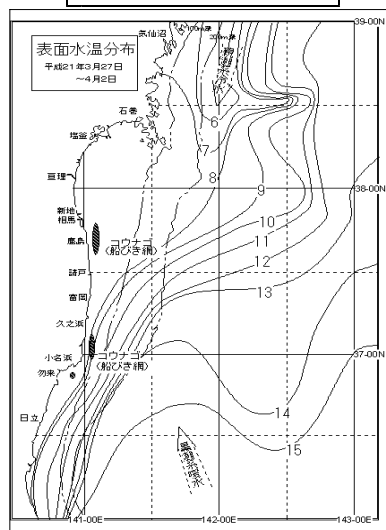 表面水温分布
平成21年3月27日
～4月2日
気仙沼
100m線
200m線
39-00N
石巻
塩釜
6
7
亘理
8
9
38-00N
新地
相馬
10
鹿島
コウナゴ
(船びき網)
11
12
請戸
13
富岡
久之浜
小名浜
37-00N
コウナゴ
(船びき網)
勿来
14
日立
15
黒潮系暖水
141-00E
142-00E
143-00E